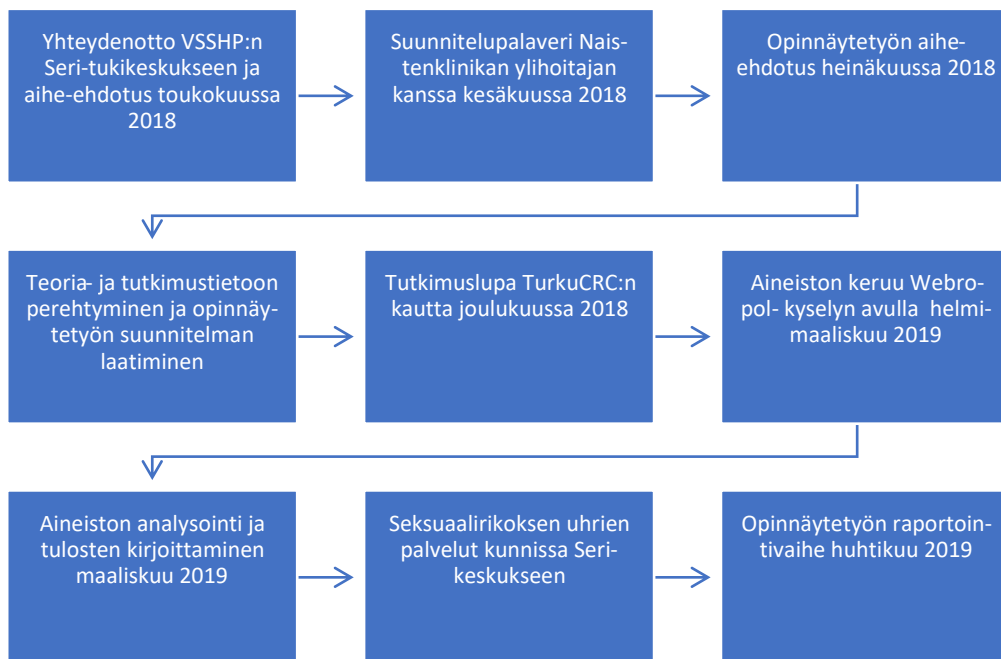 Yhteydenotto VSSHP:n
Seri-tukikeskukseen ja
aihe-ehdotus toukokuussa
2018
Suunnitelupalaveri Nais-
tenklinikan ylihoitajan
kanssa kesäkuussa 2018
Opinnäytetyön aihe-
ehdotus heinäkuussa 2018
Teoria- ja tutkimustietoon
perehtyminen ja opinnäy-
tetyön suunnitelman
laatiminen
Tutkimuslupa TurkuCRC:n
kautta joulukuussa 2018
Aineiston keruu Webro-
pol- kyselyn avulla helmi-
maaliskuu 2019
Aineiston analysointi ja
tulosten kirjoittaminen
maaliskuu 2019
Seksuaalirikoksen uhrien
palvelut kunnissa Seri-
keskukseen
Opinnäytetyön raportoin-
tivaihe huhtikuu 2019